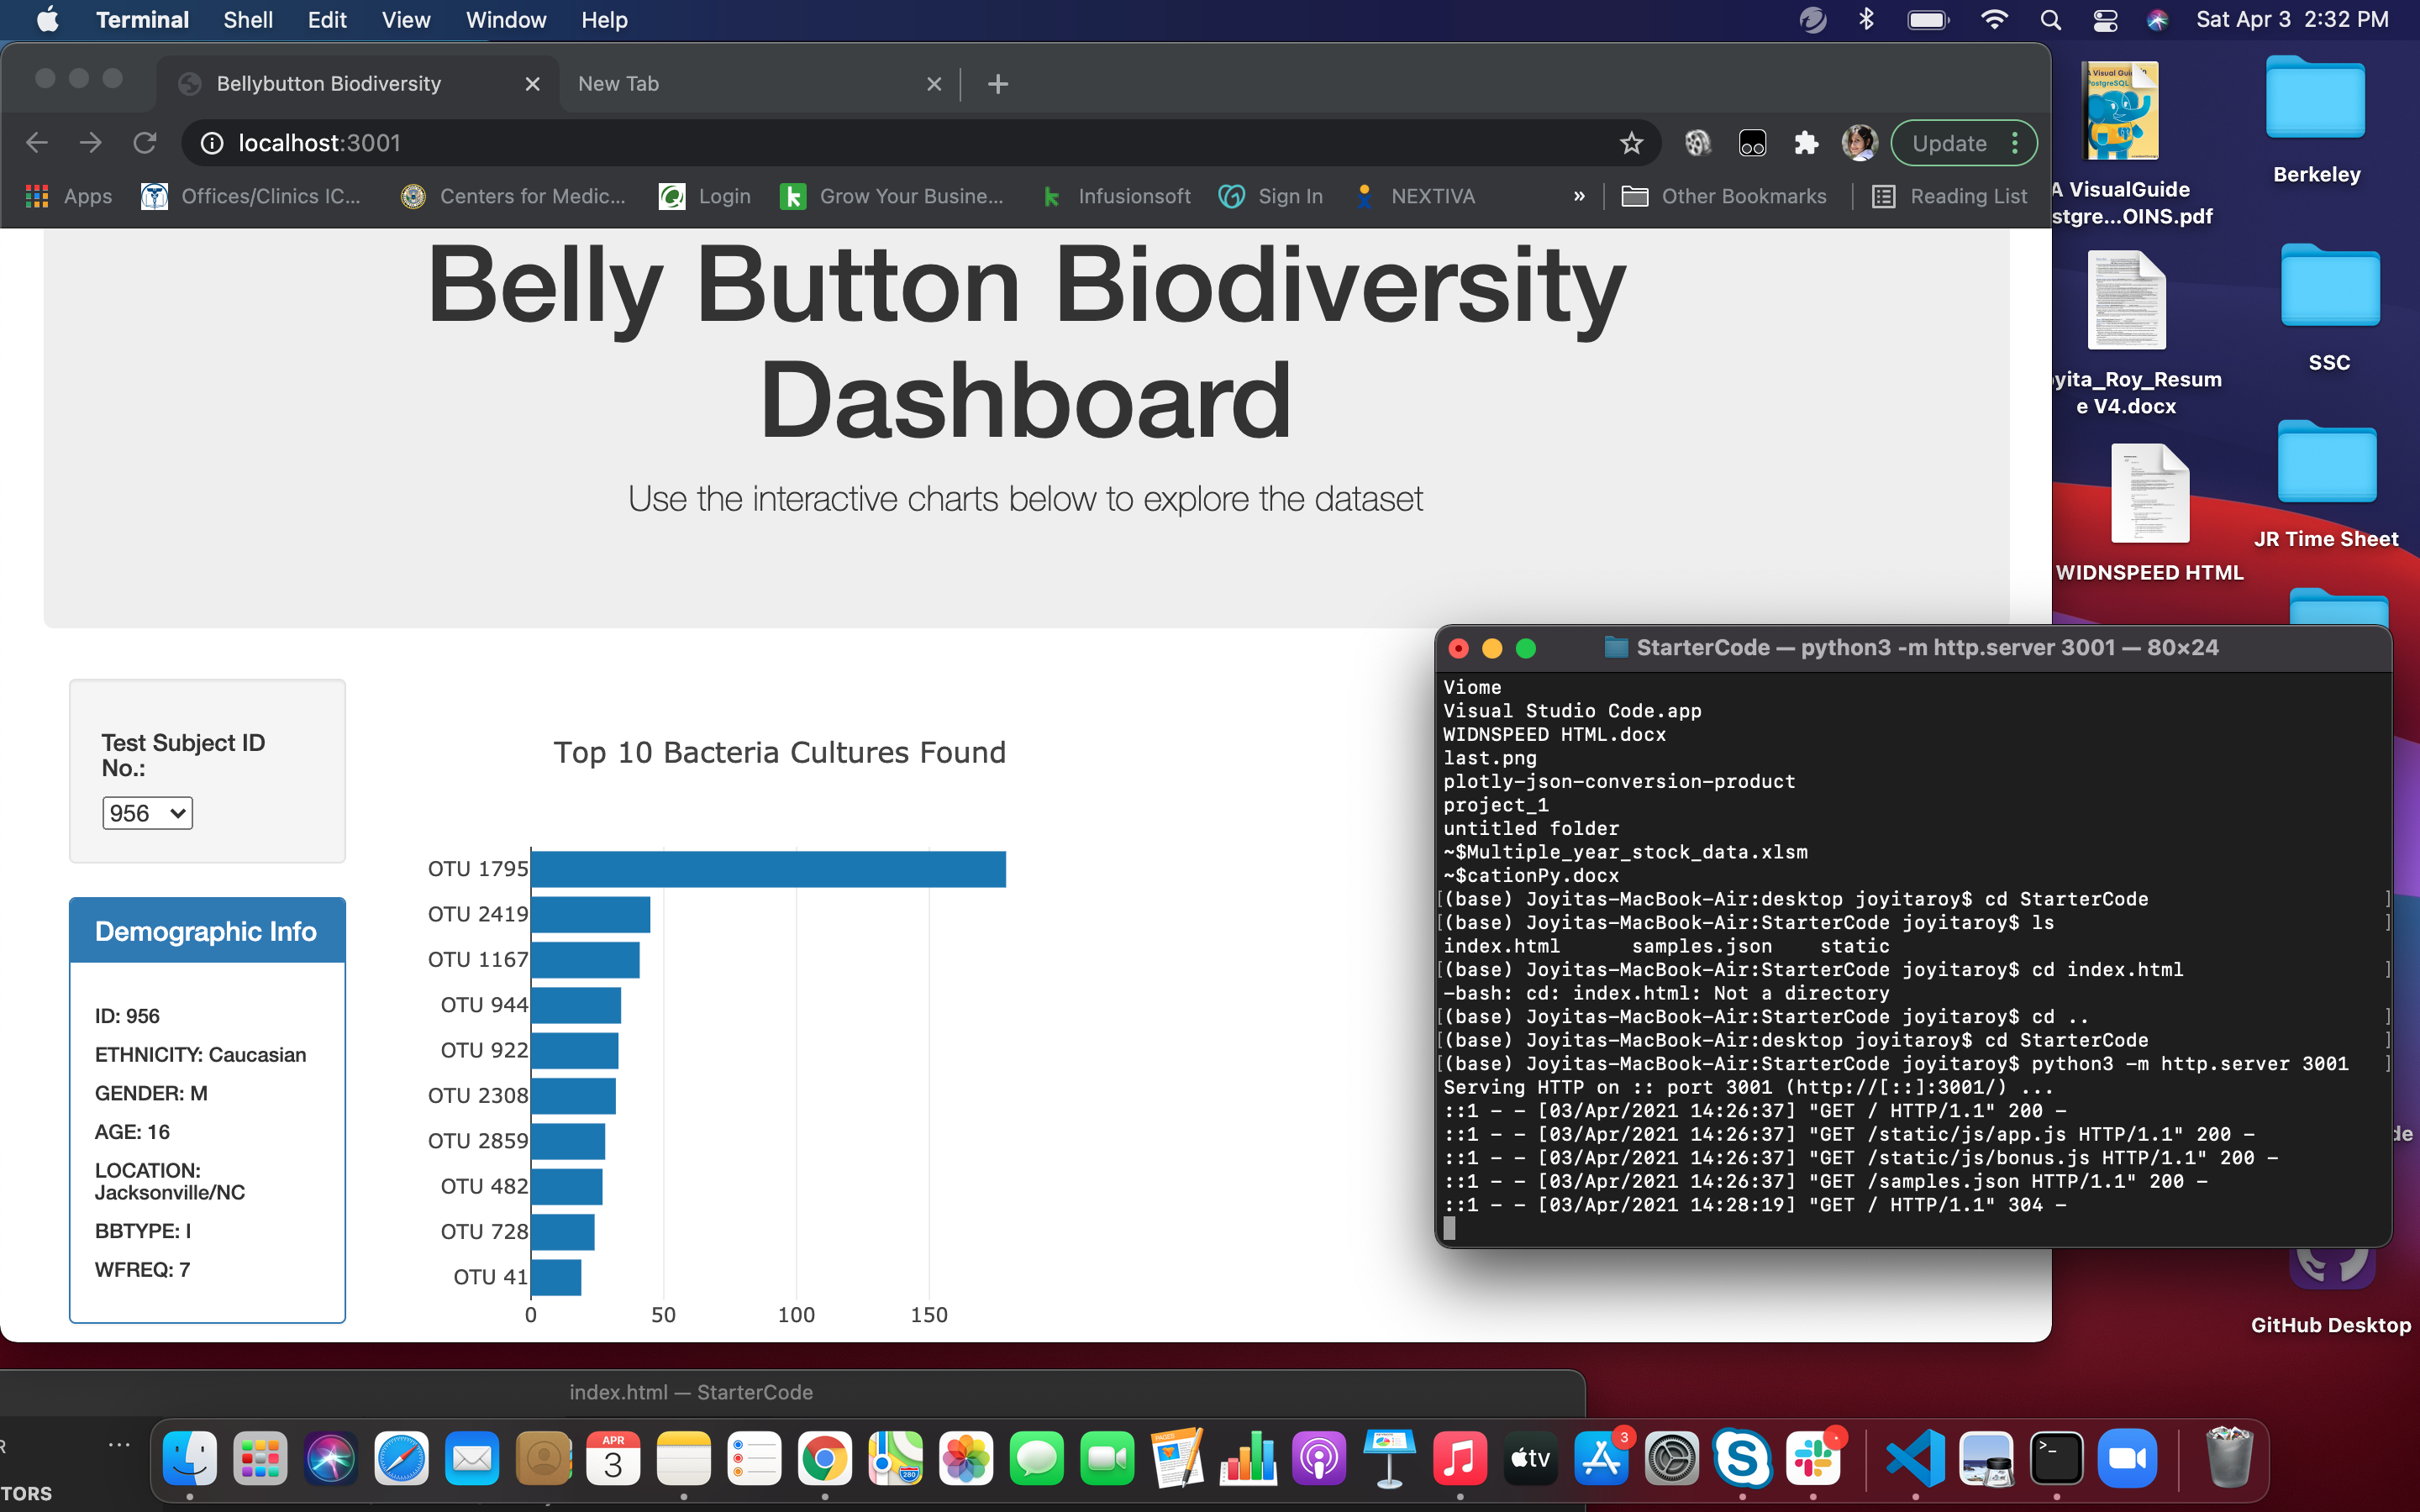 Terminal Shell Edit View Window Help
Sat Apr 3 2:32 PM
Bellybutton Biodiversity
New Tab
localhost:3001
Update
Apps
Offices/Clinics IC...
Centers for Medic...
Login
Grow Your Busine...
Infusionsoft
Sign In
NEXTIVA
»
Other Bookmarks
Reading List
Belly Button Biodiversity
Dashboard
Use the interactive charts below to explore the dataset
Test Subject ID
No.:
956
Demographic Info
ID: 956
ETHNICITY: Caucasian
GENDER: M
AGE: 16
LOCATION:
Jacksonville/NC
BBTYPE: I
WFREQ: 7
Top 10 Bacteria Cultures Found
OTU 1795
OTU 2419
OTU 1167
OTU 944
OTU 922
OTU 2308
OTU 2859
OTU 482
OTU 728
OTU 41
0 50 100 150
StarterCode — python3 -m http.server 3001 — 80×24
Viome
Visual Studio Code.app
WIDNSPEED HTML.docx
last.png
plotly-json-conversion-product
project_1
untitled folder
~$Multiple_year_stock_data.xlsm
~$cationPy.docx
[(base) Joyitas-MacBook-Air:desktop joyitaroy$ cd StarterCode ]
[(base) Joyitas-MacBook-Air:StarterCode joyitaroy$ ls ]
index.html samples.json static
[(base) Joyitas-MacBook-Air:StarterCode joyitaroy$ cd index.html ]
-bash: cd: index.html: Not a directory
[(base) Joyitas-MacBook-Air:StarterCode joyitaroy$ cd .. ]
[(base) Joyitas-MacBook-Air:desktop joyitaroy$ cd StarterCode ]
[(base) Joyitas-MacBook-Air:StarterCode joyitaroy$ python3 -m http.server 3001 ]
Serving HTTP on :: port 3001 (http://[::]:3001/) ...
::1 - - [03/Apr/2021 14:26:37] "GET / HTTP/1.1" 200 -
::1 - - [03/Apr/2021 14:26:37] "GET /static/js/app.js HTTP/1.1" 200 -
::1 - - [03/Apr/2021 14:26:37] "GET /static/js/bonus.js HTTP/1.1" 200 -
::1 - - [03/Apr/2021 14:26:37] "GET /samples.json HTTP/1.1" 200 -
::1 - - [03/Apr/2021 14:28:19] "GET / HTTP/1.1" 304 -
A VisualGuide
stgre...OINS.pdf
Berkeley
yita_Roy_Resum
e V4.docx
SSC
WIDNSPEED HTML
JR Time Sheet
de
GitHub Desktop
index.html — StarterCode
R
...
TORS
APR
3
280
PAGES
tv
3